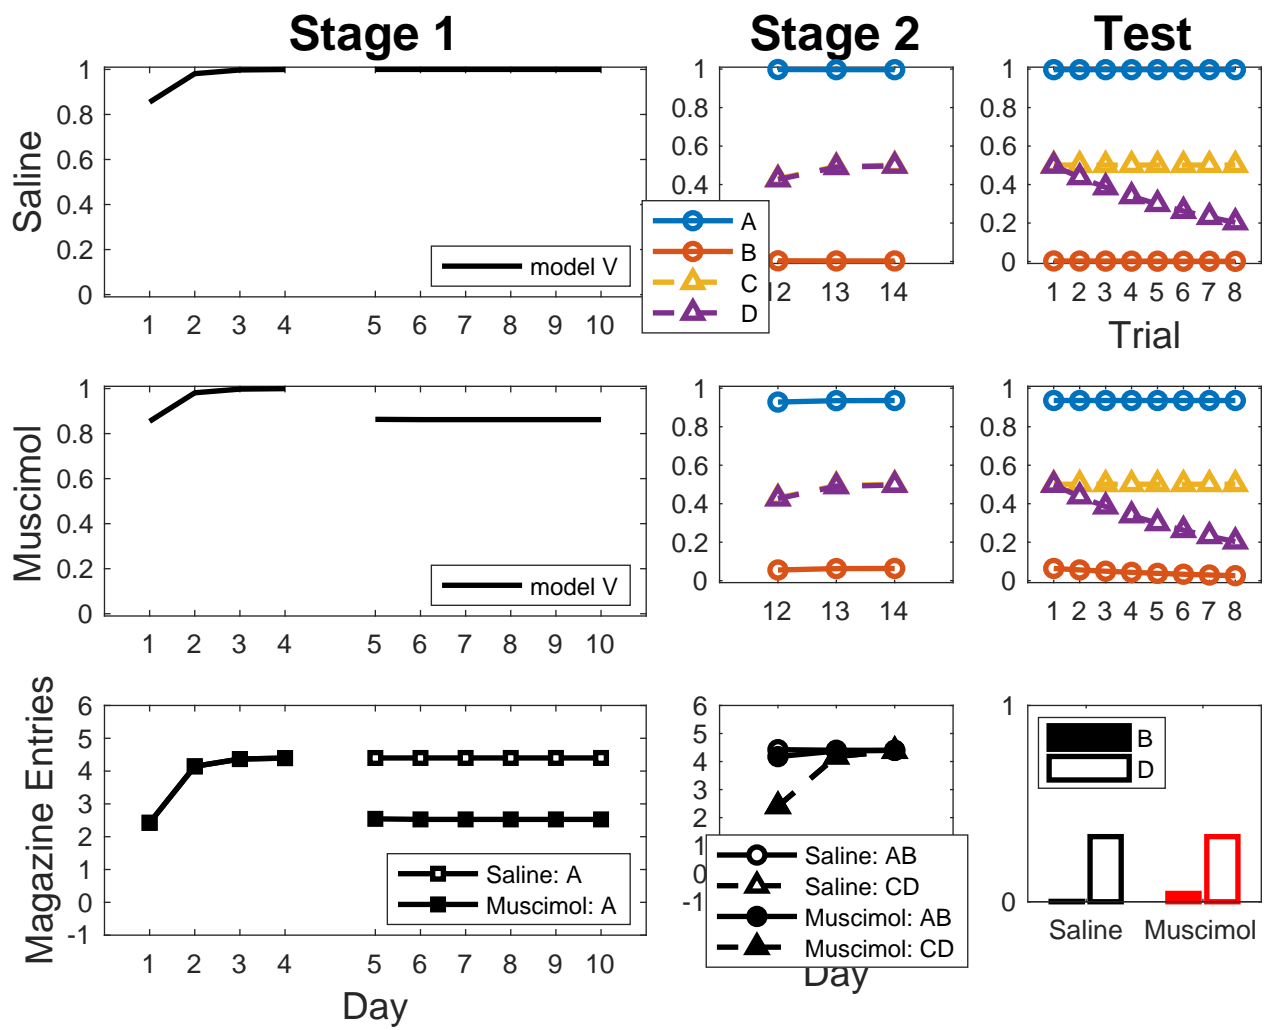 Stage 1
Stage 2
Test
Saline
1
0.8
0.6
0.4
0.2
0
model V
1 2 3 4 5 6 7 8 9 10
1
0.8
0.6
0.4
A
B
C
D
12 13 14
1
0.8
0.6
0.4
0.2
0
1 2 3 4 5 6 7 8
Trial
Muscimol
1
0.8
0.6
0.4
0.2
0
model V
1 2 3 4 5 6 7 8 9 10
1
0.8
0.6
0.4
0.2
0
12 13 14
1
0.8
0.6
0.4
0.2
0
1 2 3 4 5 6 7 8
Magazine Entries
6
5
4
3
2
1
0
-1
Saline: A
Muscimol: A
1 2 3 4 5 6 7 8 9 10
Day
6
5
4
3
2
1
0
-1
Saline: AB
Saline: CD
Muscimol: AB
Muscimol: CD
Day
1
0
B
D
Saline Muscimol